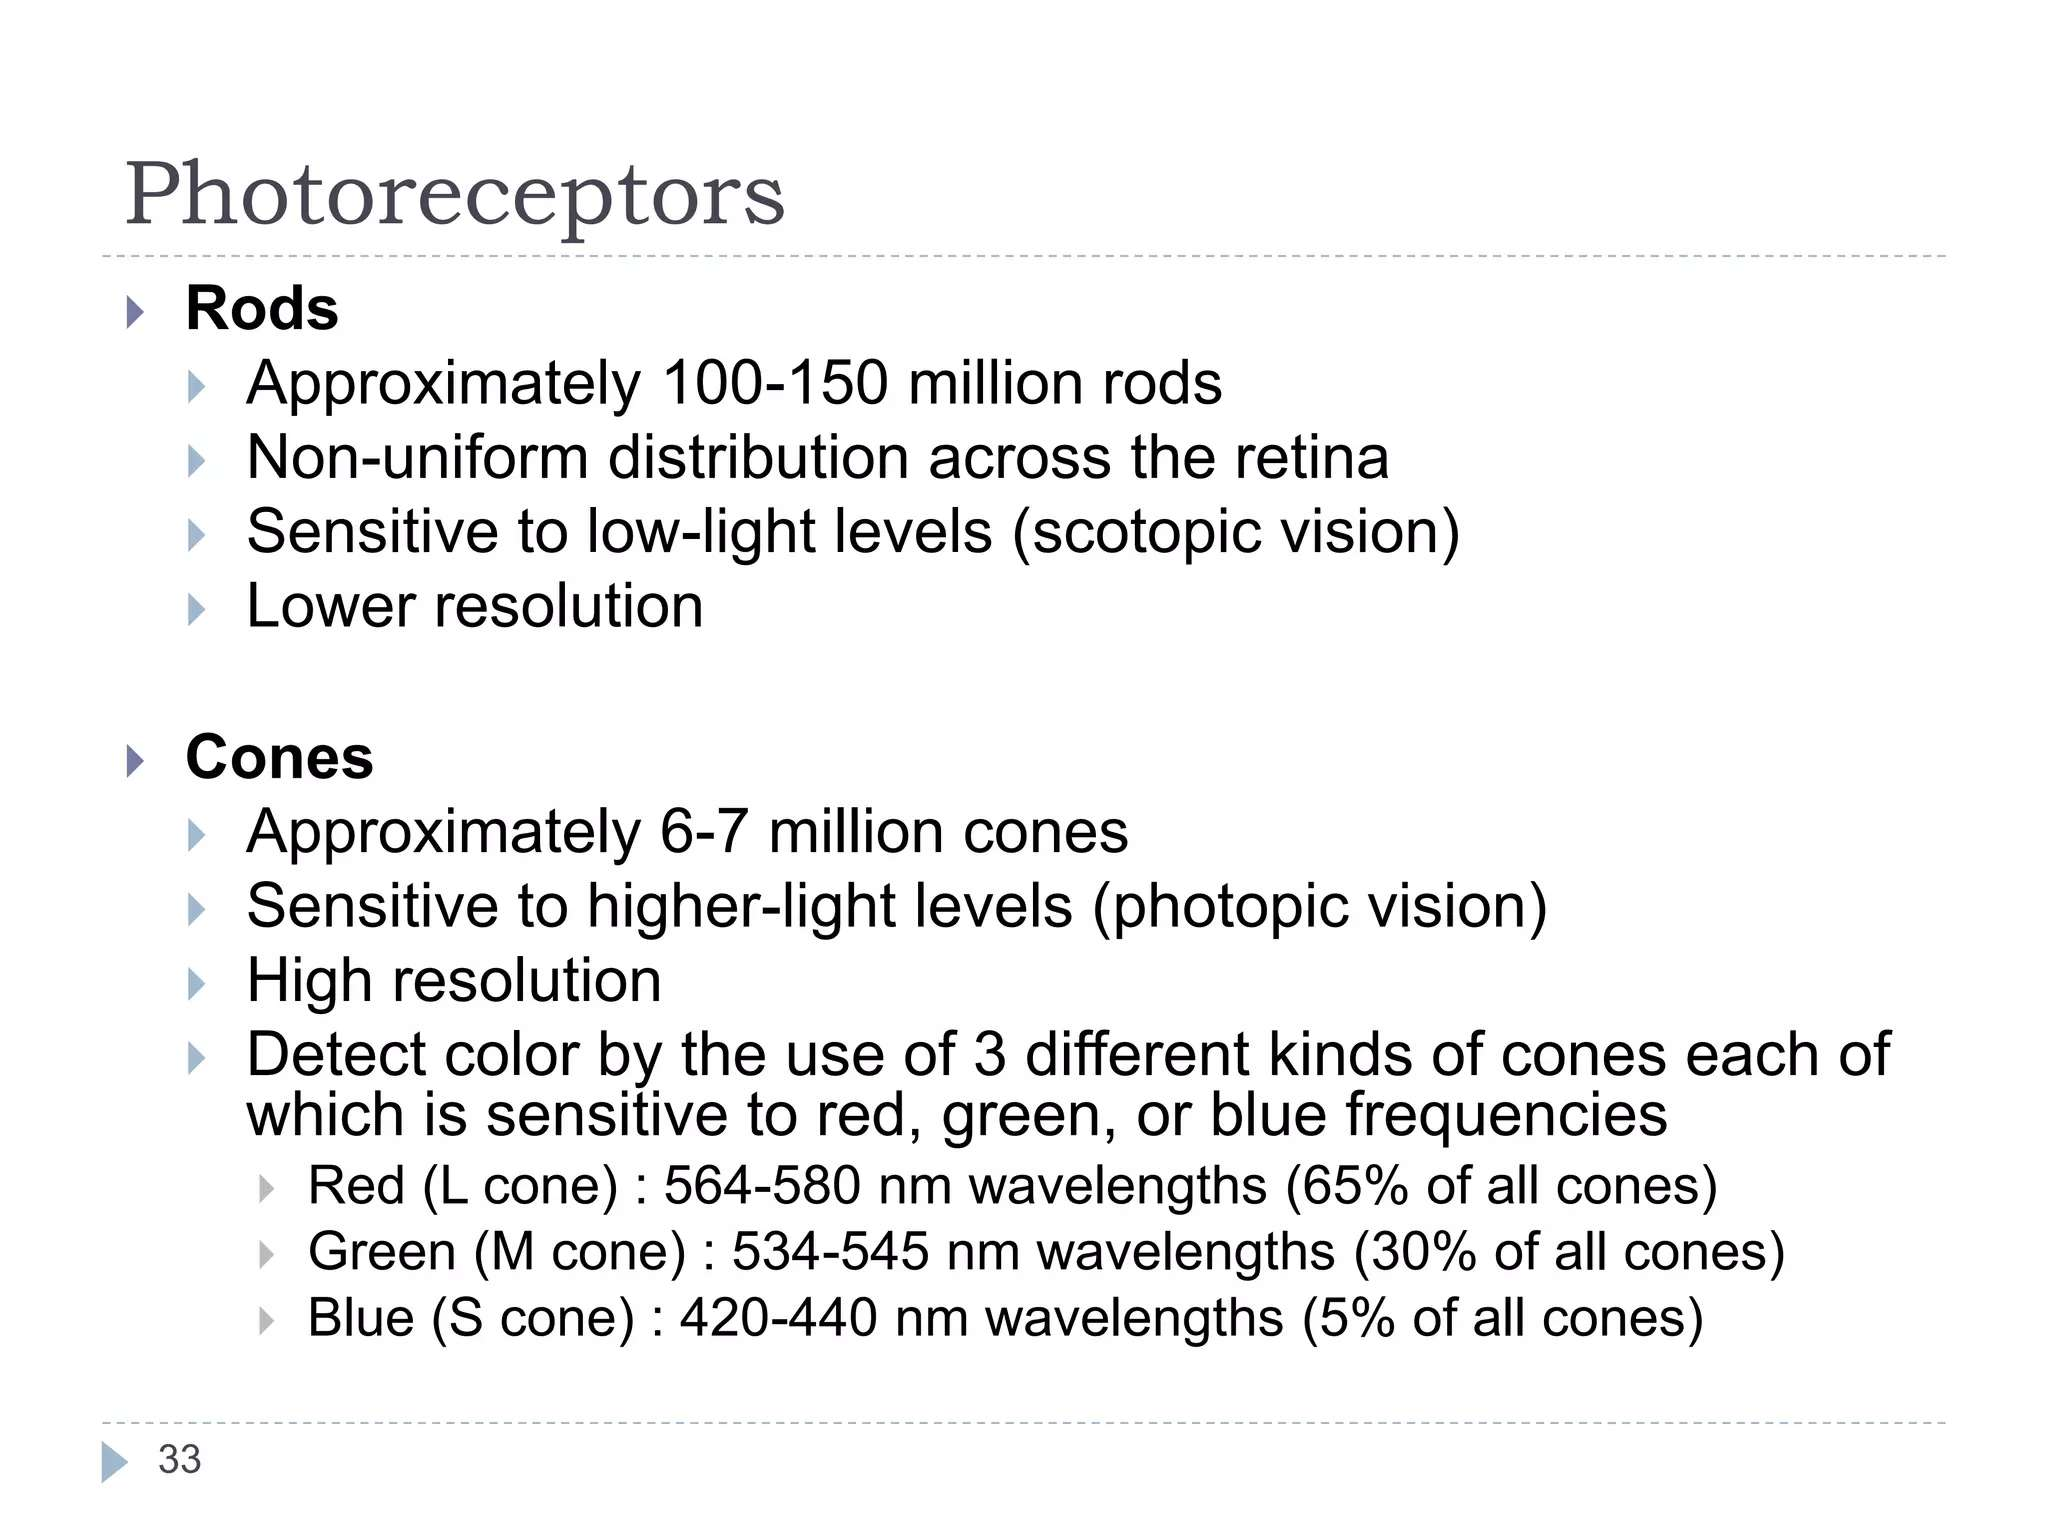 Photoreceptors
Rods
Approximately 100-150 million rods
Non-uniform distribution across the retina
Sensitive to low-light levels (scotopic vision)
Lower resolution
Cones
Approximately 6-7 million cones
Sensitive to higher-light levels (photopic vision)
High resolution
Detect color by the use of 3 different kinds of cones each of
which is sensitive to red, green, or blue frequencies
Red (L cone) : 564-580 nm wavelengths (65% of all cones)
Green (M cone) : 534-545 nm wavelengths (30% of all cones)
Blue (S cone) : 420-440 nm wavelengths (5% of all cones)
33